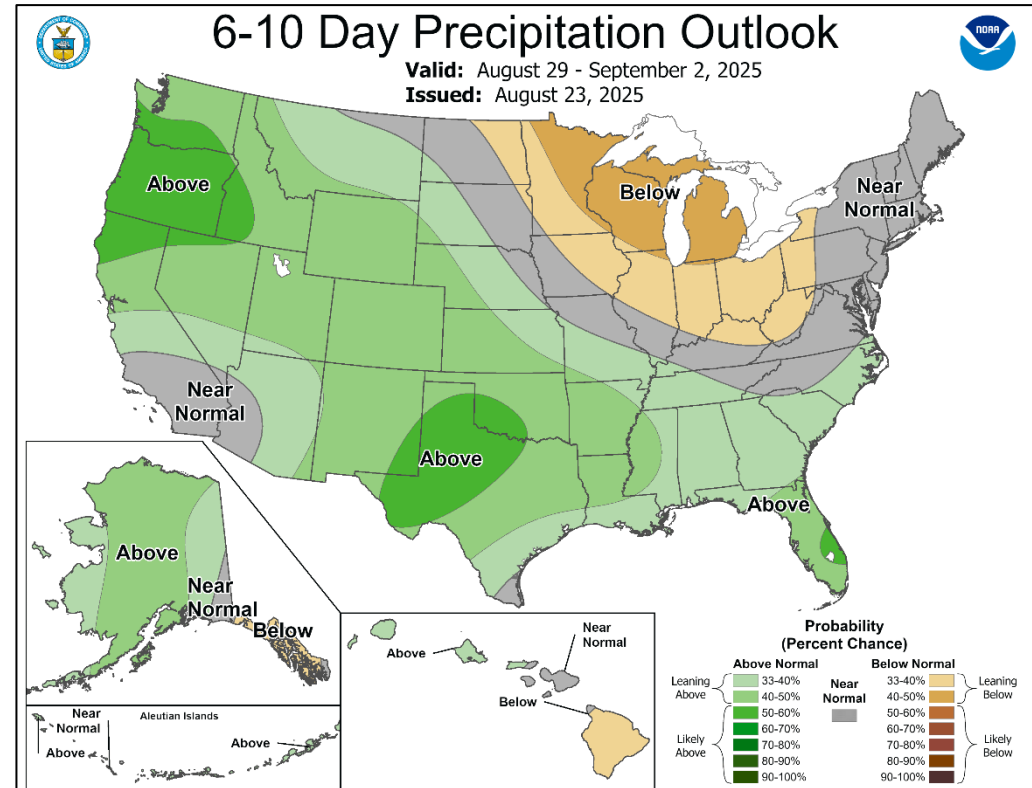 6-10 Day Precipitation Outlook
Valid: August 29 - September 2, 2025
Issued: August 23, 2025
NOAA
Above
Below
Near
Normal
Near
Normal
Above
Above
Above
Near
Normal
Below
Near
Normal
Above
Aleutian Islands
Above
Above
Near
Normal
Below
Probability
(Percent Chance)
Above Normal
Below Normal
Leaning
Above
33-40%
40-50%
Likely
Above
50-60%
60-70%
70-80%
80-90%
90-100%
Near
Normal
33-40%
40-50%
Leaning
Below
50-60%
60-70%
70-80%
80-90%
90-100%
Likely
Below